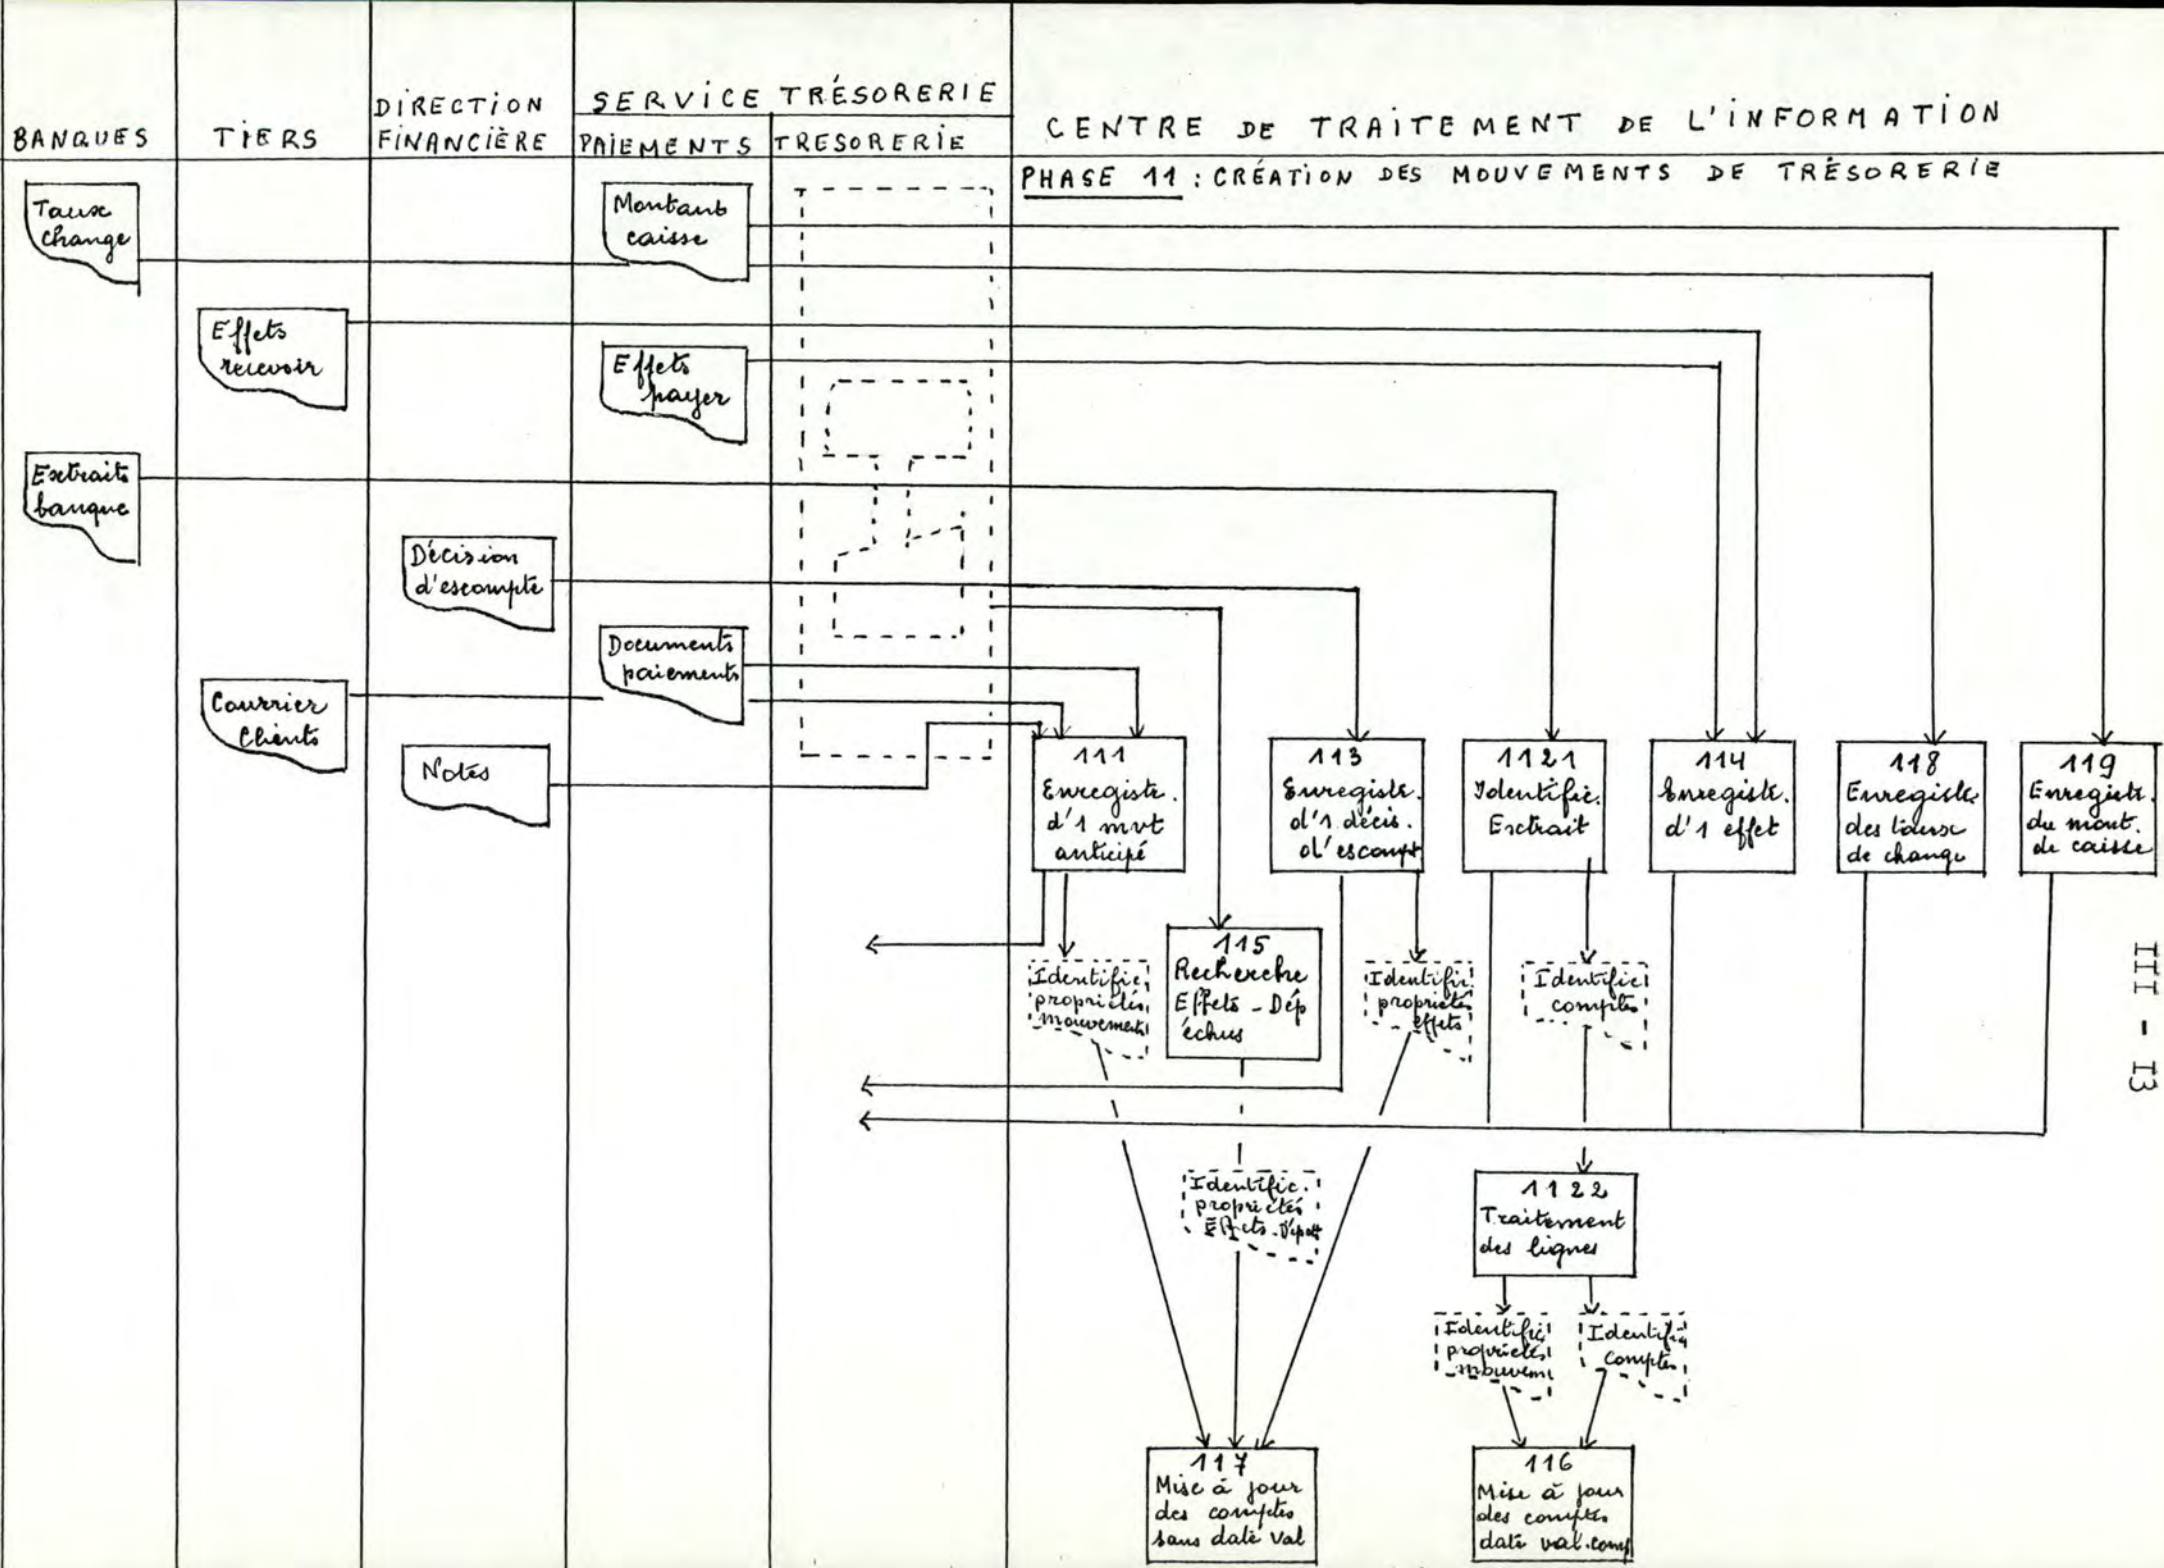 BANQUES
TIERS
DIRECTION
FINANCIÈRE
SERVICE TRÉSORERIE
PAIEMENTS
TRESORERIE
CENTRE DE TRAITEMENT DE L'INFORMATION
PHASE 11 : CRÉATION DES MOUVEMENTS DE TRÉSORERIE
Taux
change
Montant
caisse
Effets
recevoir
Effets
payer
Extraits
banque
Décision
d'escompte
Documents
paiements
Courrier
Clients
Notes
111
Enregistr.
d'1 mvt
anticipé
113
Enregistr.
d'1 décis.
d'escompt
1121
Identific.
Extrait
114
Enregistr.
d'1 effet
118
Enregistr.
des taux
de change
119
Enregistr.
du mont.
de caisse
III - I3
Identific.
propriétés
mouvement
115
Recherche
Effets - Dép
échus
Identific.
propriétés
effets
Identific
comptes
Identific.
propriétés
Effets - Dépots
1122
Traitement
des lignes
Identific
propriétés
mouvem
Identific
comptes
117
Mise à jour
des comptes
sans date val
116
Mise à jour
des comptes
date val. comp